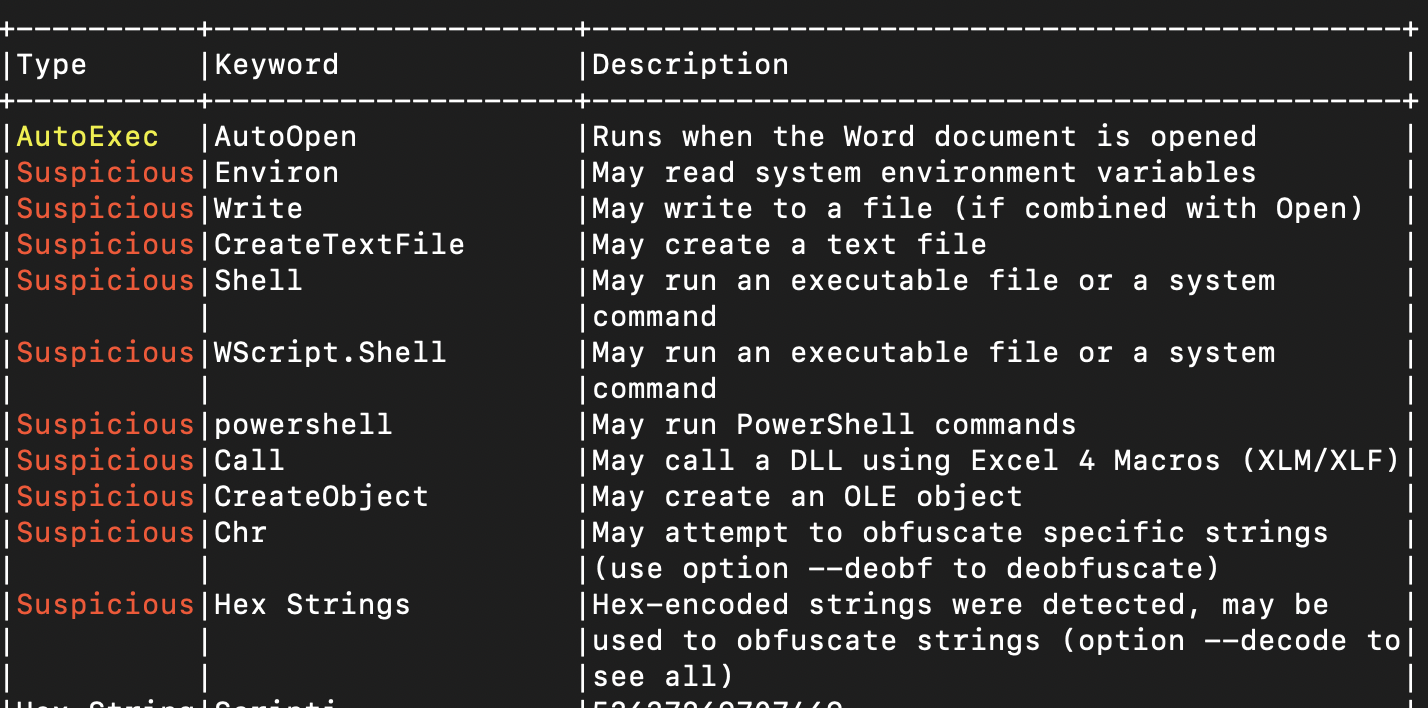 +----------+--------------------+---------------------------------------------+
|Type      |Keyword             |Description                                  |
+----------+--------------------+---------------------------------------------+
|AutoExec  |AutoOpen            |Runs when the Word document is opened        |
|Suspicious|Environ             |May read system environment variables        |
|Suspicious|Write               |May write to a file (if combined with Open)  |
|Suspicious|CreateTextFile      |May create a text file                       |
|Suspicious|Shell               |May run an executable file or a system       |
|          |                    |command                                      |
|Suspicious|WScript.Shell       |May run an executable file or a system       |
|          |                    |command                                      |
|Suspicious|powershell          |May run PowerShell commands                  |
|Suspicious|Call                |May call a DLL using Excel 4 Macros (XLM/XLF)|
|Suspicious|CreateObject        |May create an OLE object                     |
|Suspicious|Chr                 |May attempt to obfuscate specific strings    |
|          |                    |(use option --deobf to deobfuscate)          |
|Suspicious|Hex Strings         |Hex-encoded strings were detected, may be    |
|          |                    |used to obfuscate strings (option --decode to|
|          |                    |see all)                                     |
|Hex String|Scripti             |